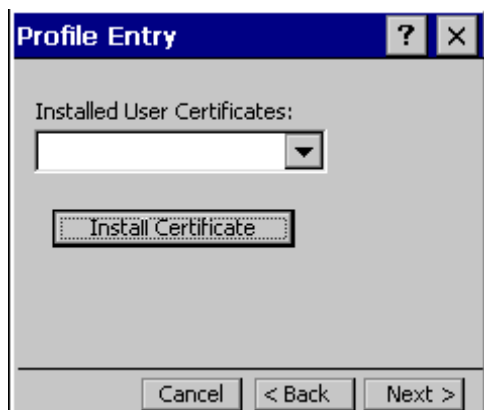 Profile Entry ? ×
Installed User Certificates:
Install Certificate
Cancel < Back Next >